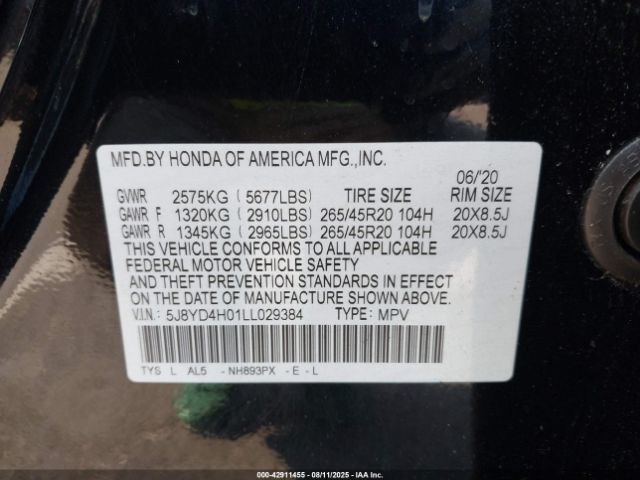 MFD.BY HONDA OF AMERICA MFG.,INC.
06/'20
GVWR 2575KG ( 5677LBS) TIRE SIZE RIM SIZE
GAWR F 1320KG ( 2910LBS) 265/45R20 104H 20X8.5J
GAWR R 1345KG ( 2965LBS) 265/45R20 104H 20X8.5J
THIS VEHICLE CONFORMS TO ALL APPLICABLE
FEDERAL MOTOR VEHICLE SAFETY
AND THEFT PREVENTION STANDARDS IN EFFECT
ON THE DATE OF MANUFACTURE SHOWN ABOVE.
V.I.N.: 5J8YD4H01LL029384 TYPE: MPV
TYS L AL5 -NH893PX -E-L
000-42911455 - 08/11/2025 - IAAI.COM